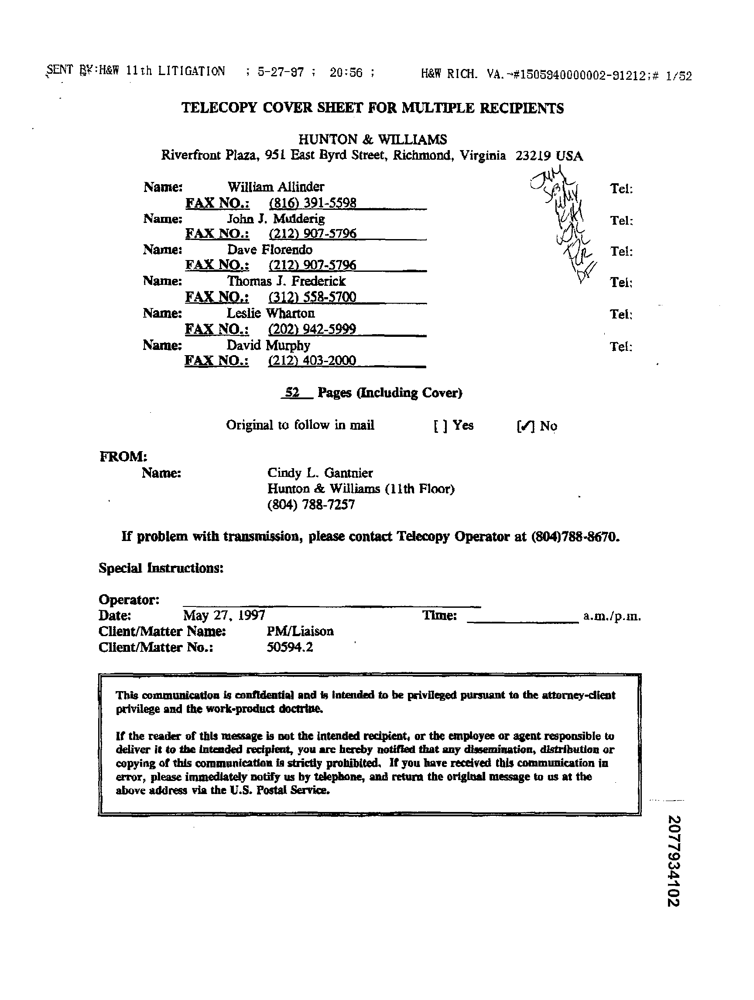 SENT BY:H&W 11th LITIGATION ; 5-27-97 ; 20:56 ; H&W RICH. VA.→#1505940000002-91212;# 1/52
TELECOPY COVER SHEET FOR MULTIPLE RECIPIENTS
HUNTON & WILLIAMS
Riverfront Plaza, 951 East Byrd Street, Richmond, Virginia 23219 USA
Name: William Allinder Tel:
FAX NO.: (816) 391-5598
Name: John J. Mulderig Tel:
FAX NO.: (212) 907-5796
Name: Dave Florendo Tel:
FAX NO.: (212) 907-5796
Name: Thomas J. Frederick Tel:
FAX NO.: (312) 558-5700
Name: Leslie Wharton Tel:
FAX NO.: (202) 942-5999
Name: David Murphy Tel:
FAX NO.: (212) 403-2000
52 Pages (Including Cover)
Original to follow in mail [ ] Yes [✓] No
FROM:
Name: Cindy L. Gantnier
Hunton & Williams (11th Floor)
(804) 788-7257
If problem with transmission, please contact Telecopy Operator at (804)788-8670.
Special Instructions:
Operator:
Date: May 27, 1997 Time: a.m./p.m.
Client/Matter Name: PM/Liaison
Client/Matter No.: 50594.2
This communication is confidential and is intended to be privileged pursuant to the attorney-client
privilege and the work-product doctrine.
If the reader of this message is not the intended recipient, or the employee or agent responsible to
deliver it to the intended recipient, you are hereby notified that any dissemination, distribution or
copying of this communication is strictly prohibited. If you have received this communication in
error, please immediately notify us by telephone, and return the original message to us at the
above address via the U.S. Postal Service.
2077934102